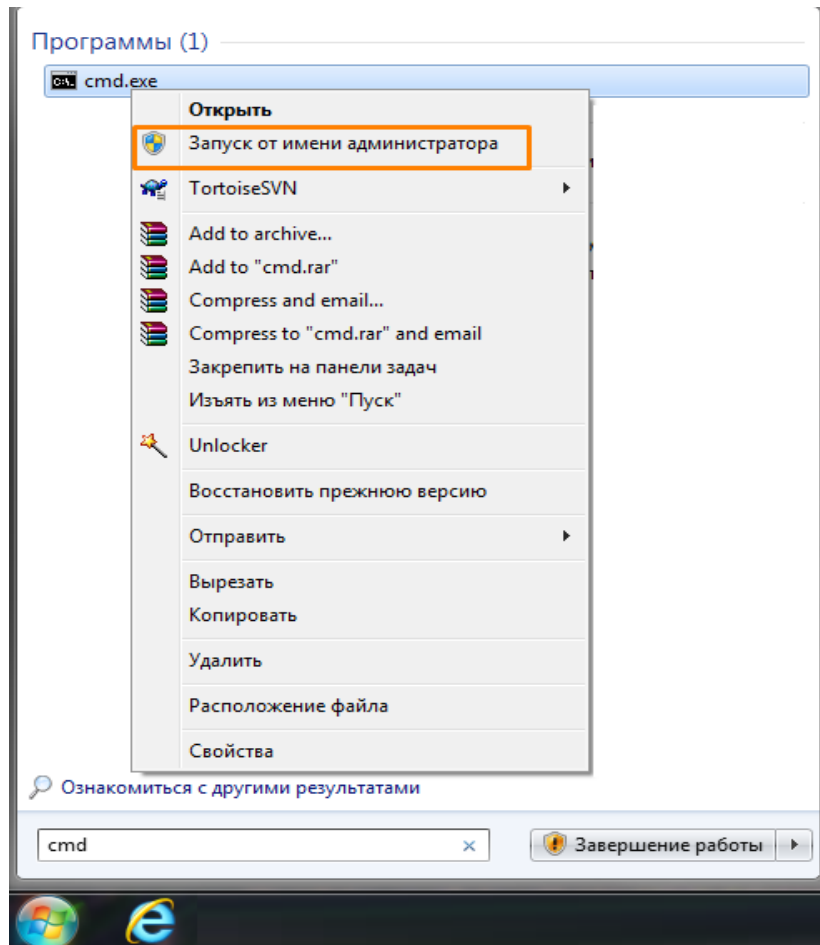 Программы (1)
cmd.exe
Открыть
Запуск от имени администратора
TortoiseSVN
Add to archive...
Add to "cmd.rar"
Compress and email...
Compress to "cmd.rar" and email
Закрепить на панели задач
Изъять из меню "Пуск"
Unlocker
Восстановить прежнюю версию
Отправить
Вырезать
Копировать
Удалить
Расположение файла
Свойства
Ознакомиться с другими результатами
cmd
Завершение работы